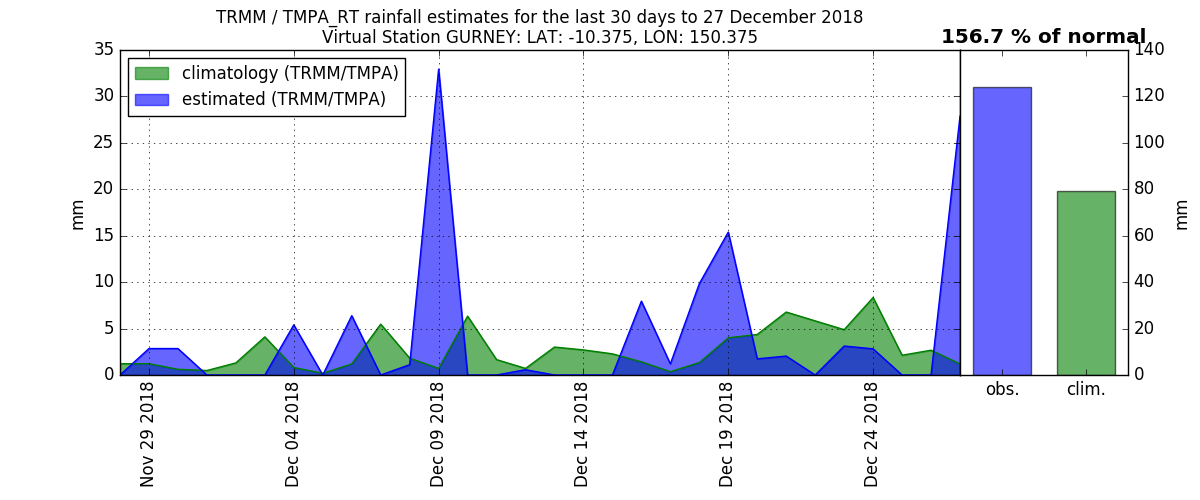 TRMM / TMPA_RT rainfall estimates for the last 30 days to 27 December 2018
Virtual Station GURNEY: LAT: -10.375, LON: 150.375
156.7 % of normal
climatology (TRMM/TMPA)
estimated (TRMM/TMPA)
35
30
25
20
15
10
5
0
mm
Nov 29 2018
Dec 04 2018
Dec 09 2018
Dec 14 2018
Dec 19 2018
Dec 24 2018
140
120
100
80
60
40
20
0
mm
obs.
clim.